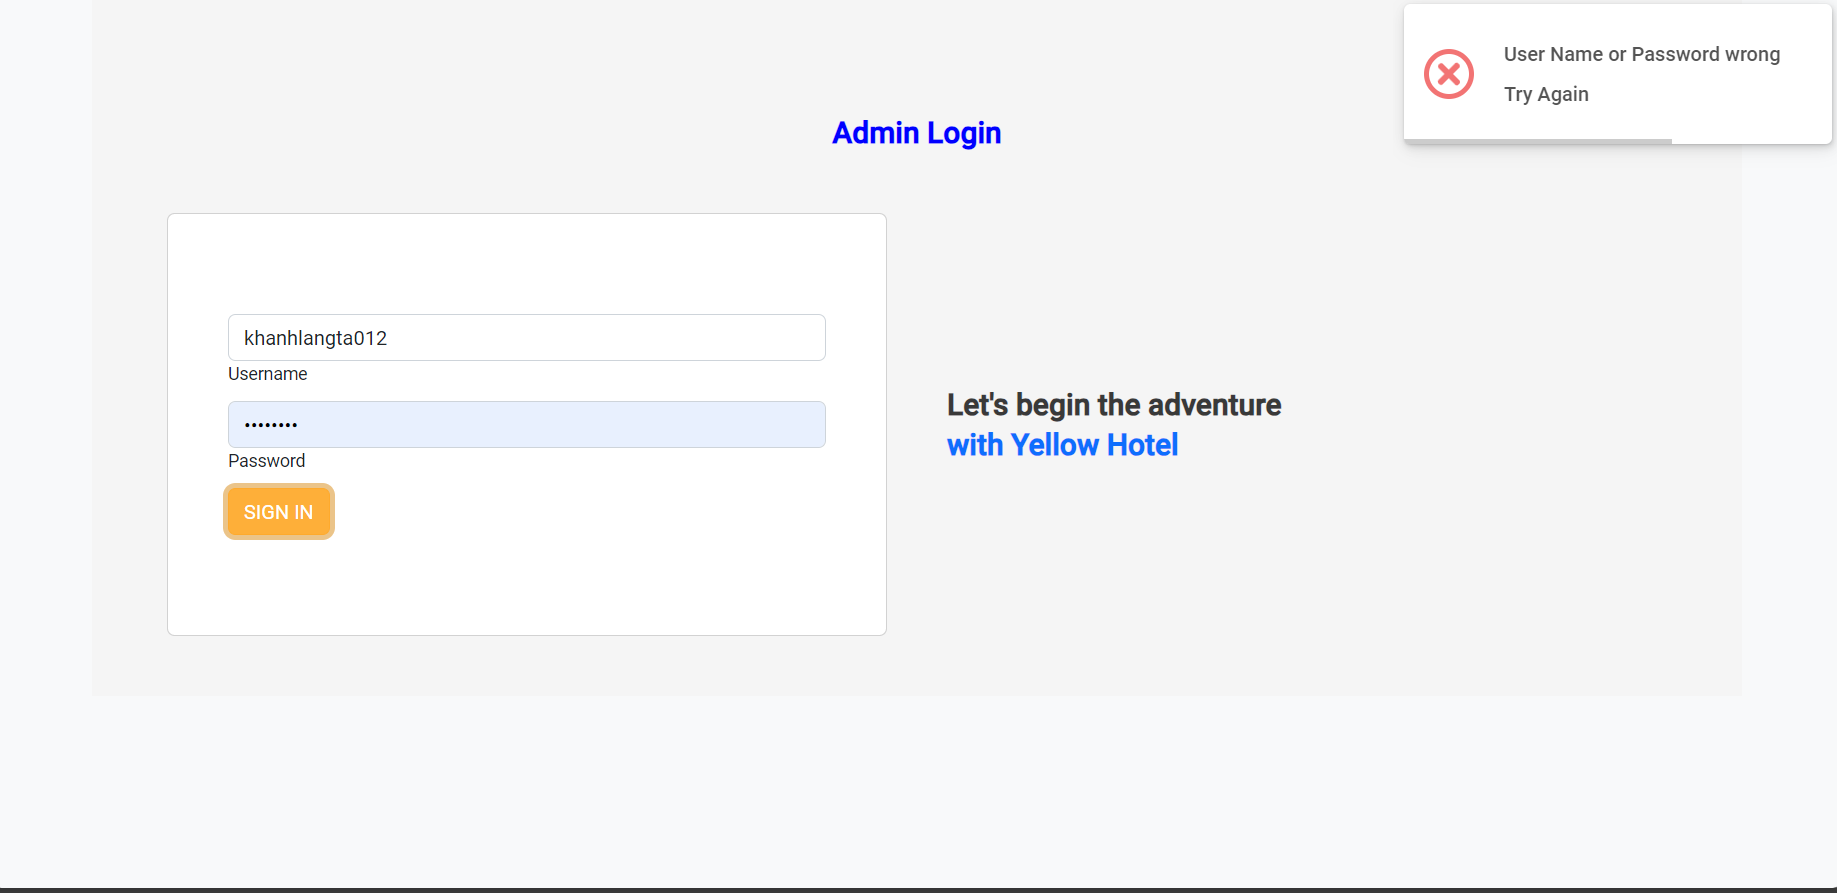 User Name or Password wrong
Try Again
Admin Login
khanhlangta012
Username
••••••••
Password
SIGN IN
Let's begin the adventure
with Yellow Hotel